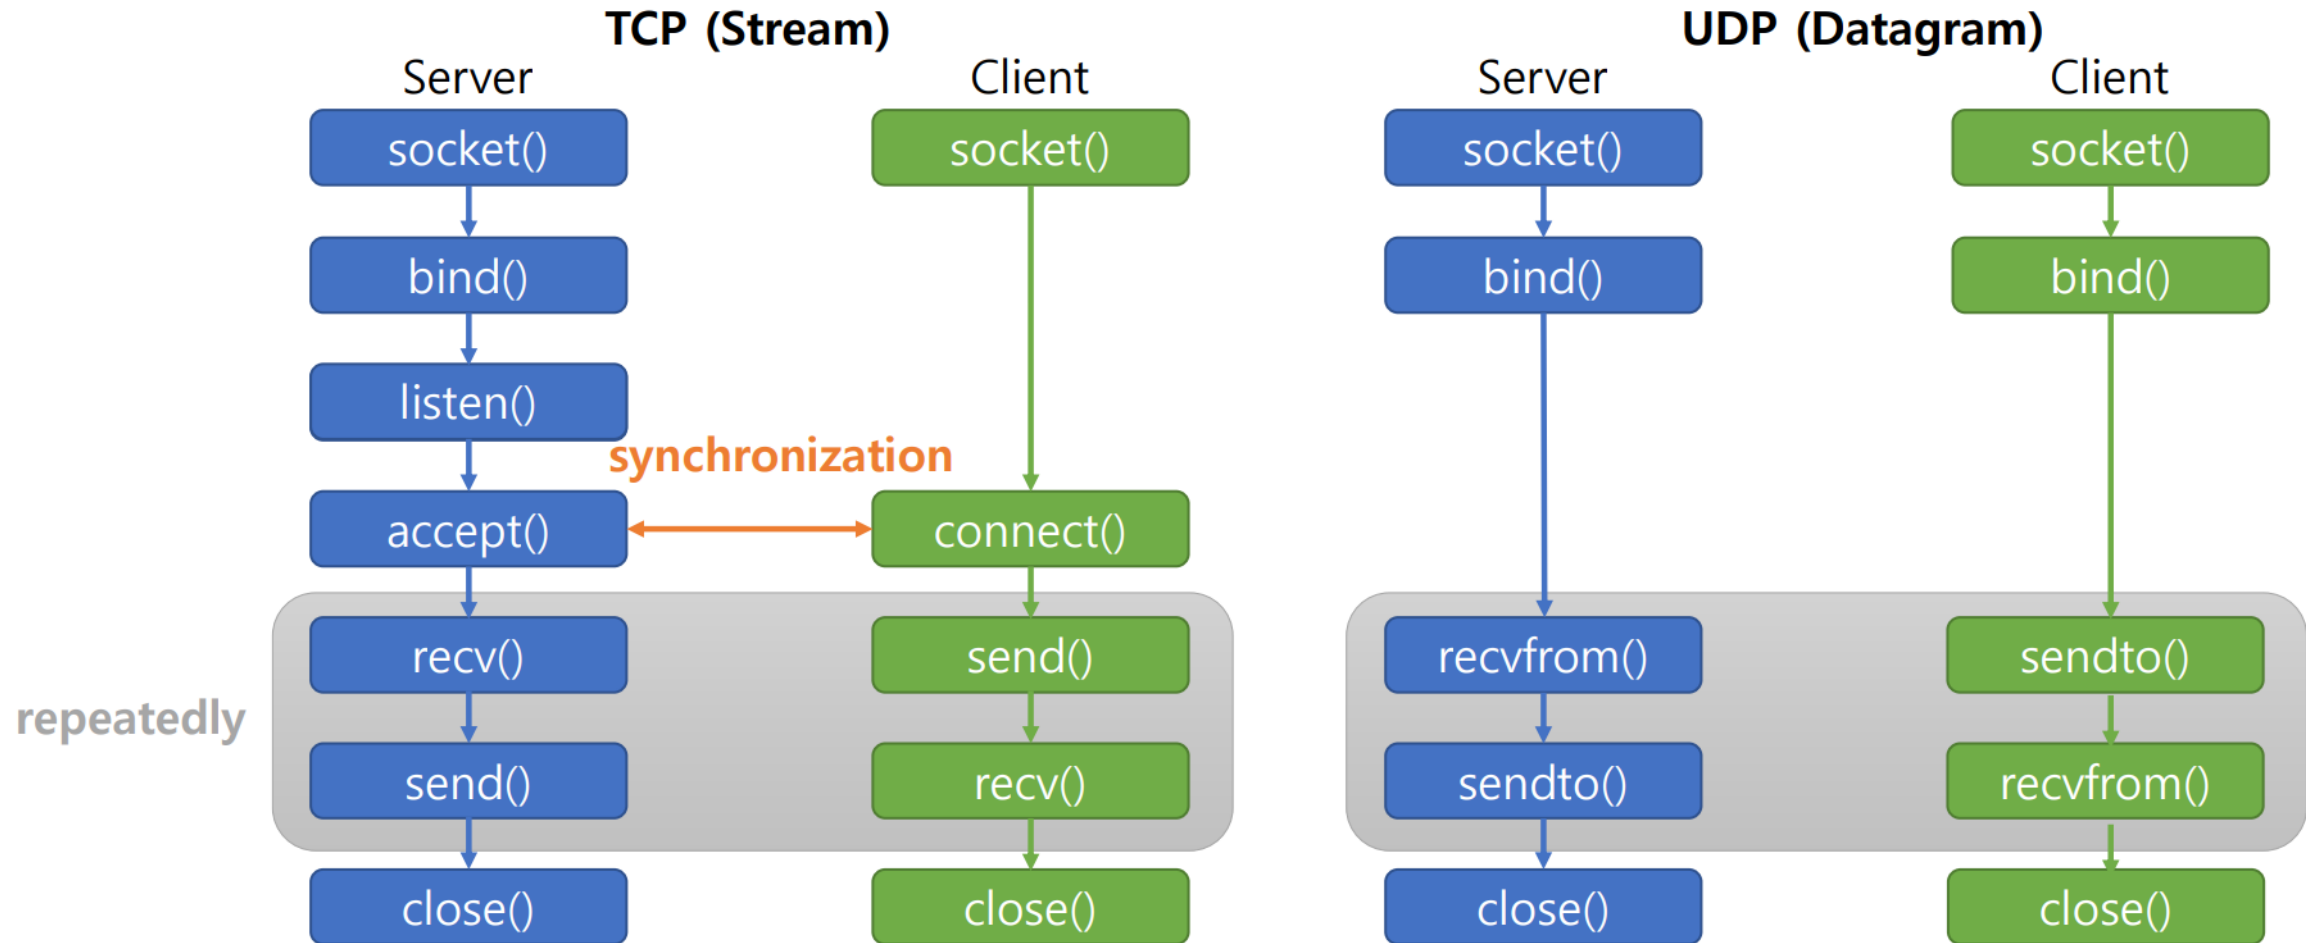 TCP (Stream)
Server
Client
socket()
socket()
bind()
listen()
synchronization
accept()
connect()
recv()
send()
repeatedly
send()
recv()
close()
close()
UDP (Datagram)
Server
Client
socket()
socket()
bind()
bind()
recvfrom()
sendto()
sendto()
recvfrom()
close()
close()